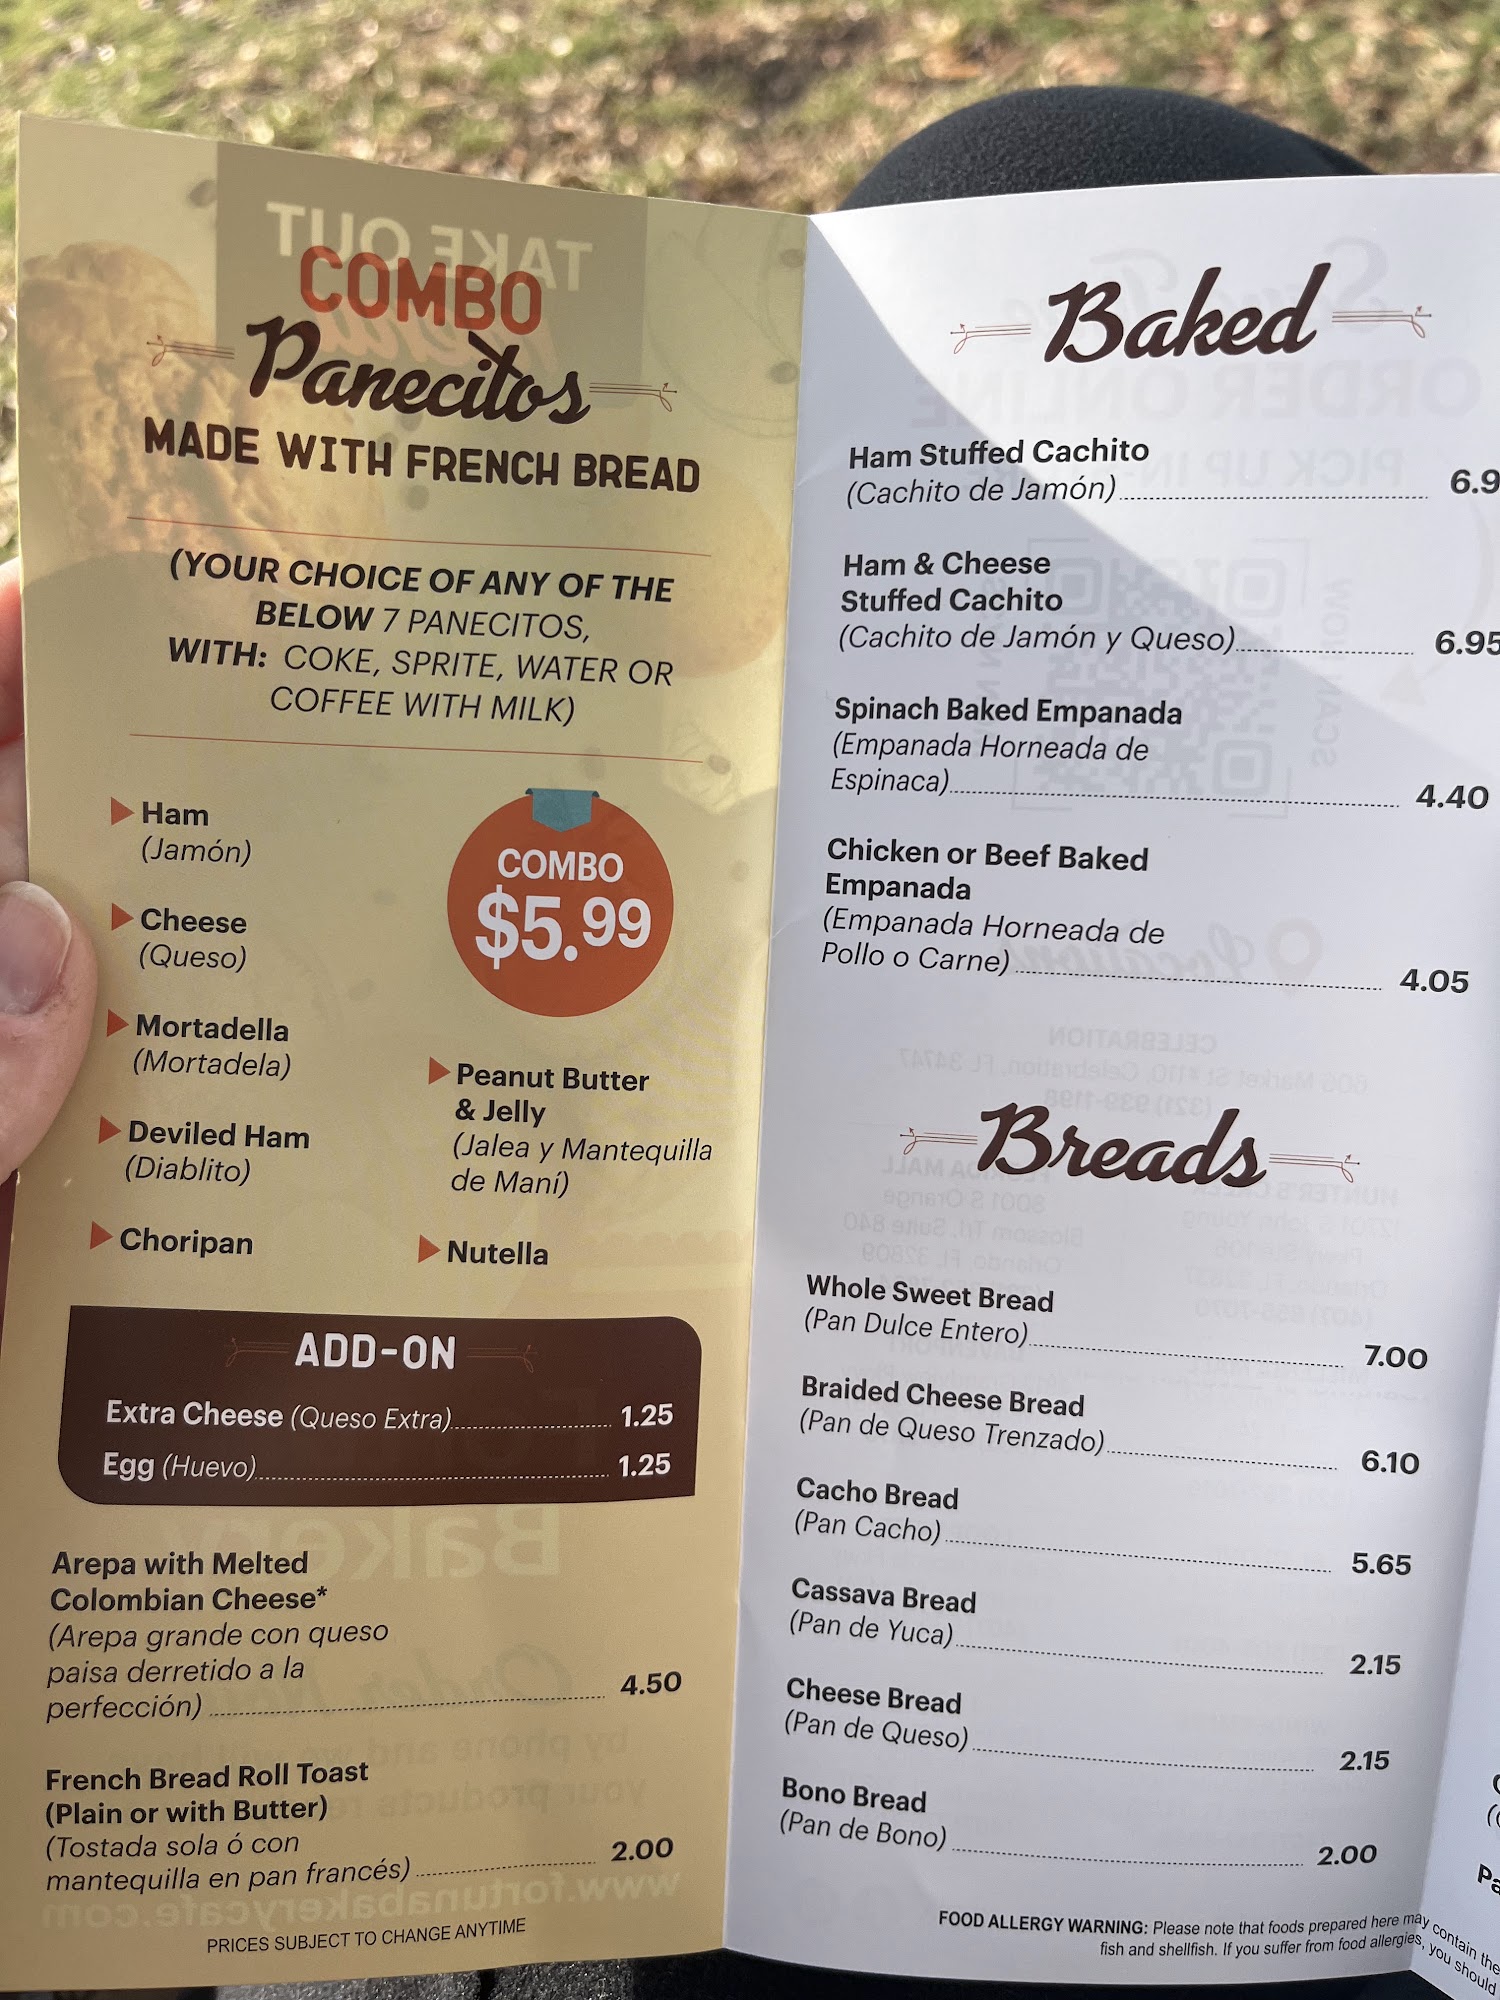 COMBO
Panecitos
MADE WITH FRENCH BREAD
(YOUR CHOICE OF ANY OF THE
BELOW 7 PANECITOS,
WITH: COKE, SPRITE, WATER OR
COFFEE WITH MILK)
Ham
(Jamón)
Cheese
(Queso)
Mortadella
(Mortadela)
Deviled Ham
(Diablito)
Choripan
COMBO
$5.99
Peanut Butter
& Jelly
(Jalea y Mantequilla
de Maní)
Nutella
ADD-ON
Extra Cheese (Queso Extra) 1.25
Egg (Huevo) 1.25
Arepa with Melted
Colombian Cheese*
(Arepa grande con queso
paisa derretido a la
perfección) 4.50
French Bread Roll Toast
(Plain or with Butter)
(Tostada sola ó con
mantequilla en pan francés) 2.00
PRICES SUBJECT TO CHANGE ANYTIME
Baked
Ham Stuffed Cachito
(Cachito de Jamón) 6.9
Ham & Cheese
Stuffed Cachito
(Cachito de Jamón y Queso) 6.95
Spinach Baked Empanada
(Empanada Horneada de
Espinaca) 4.40
Chicken or Beef Baked
Empanada
(Empanada Horneada de
Pollo o Carne) 4.05
Breads
Whole Sweet Bread
(Pan Dulce Entero) 7.00
Braided Cheese Bread
(Pan de Queso Trenzado) 6.10
Cacho Bread
(Pan Cacho) 5.65
Cassava Bread
(Pan de Yuca) 2.15
Cheese Bread
(Pan de Queso) 2.15
Bono Bread
(Pan de Bono) 2.00
FOOD ALLERGY WARNING: Please note that foods prepared here may contain the
fish and shellfish. If you suffer from food allergies, you should